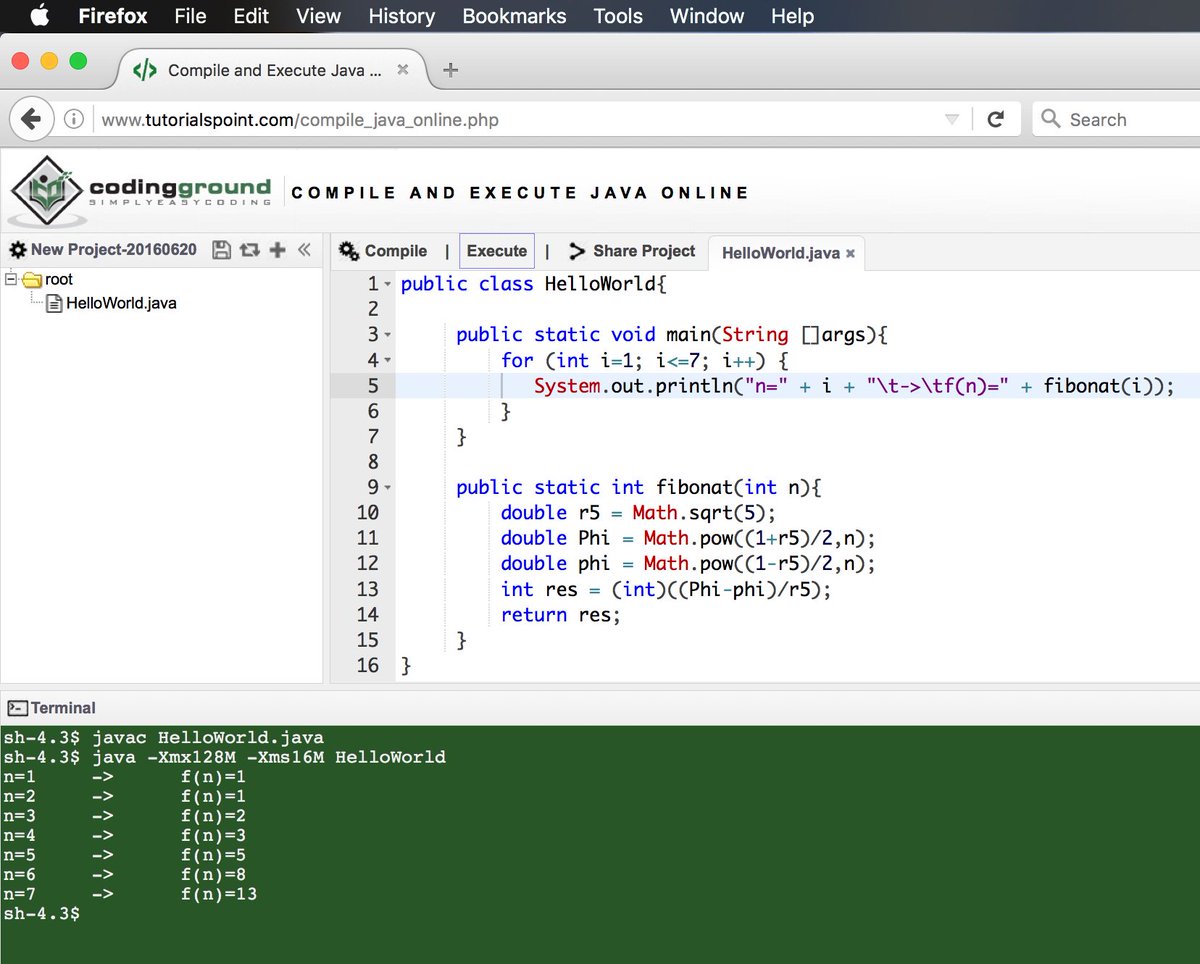 Firefox File Edit View History Bookmarks Tools Window Help
</> Compile and Execute Java ... × +
www.tutorialspoint.com/compile_java_online.php Search
codingground COMPILE AND EXECUTE JAVA ONLINE
SIMPLYEASYCODING
New Project-20160620 Compile | Execute | Share Project HelloWorld.java ×
root
HelloWorld.java
1 public class HelloWorld{
2
3 public static void main(String []args){
4 for (int i=1; i<=7; i++) {
5 System.out.println("n=" + i + "\t->\tf(n)=" + fibonat(i));
6 }
7 }
8
9 public static int fibonat(int n){
10 double r5 = Math.sqrt(5);
11 double Phi = Math.pow((1+r5)/2,n);
12 double phi = Math.pow((1-r5)/2,n);
13 int res = (int)((Phi-phi)/r5);
14 return res;
15 }
16 }
Terminal
sh-4.3$ javac HelloWorld.java
sh-4.3$ java -Xmx128M -Xms16M HelloWorld
n=1 -> f(n)=1
n=2 -> f(n)=1
n=3 -> f(n)=2
n=4 -> f(n)=3
n=5 -> f(n)=5
n=6 -> f(n)=8
n=7 -> f(n)=13
sh-4.3$